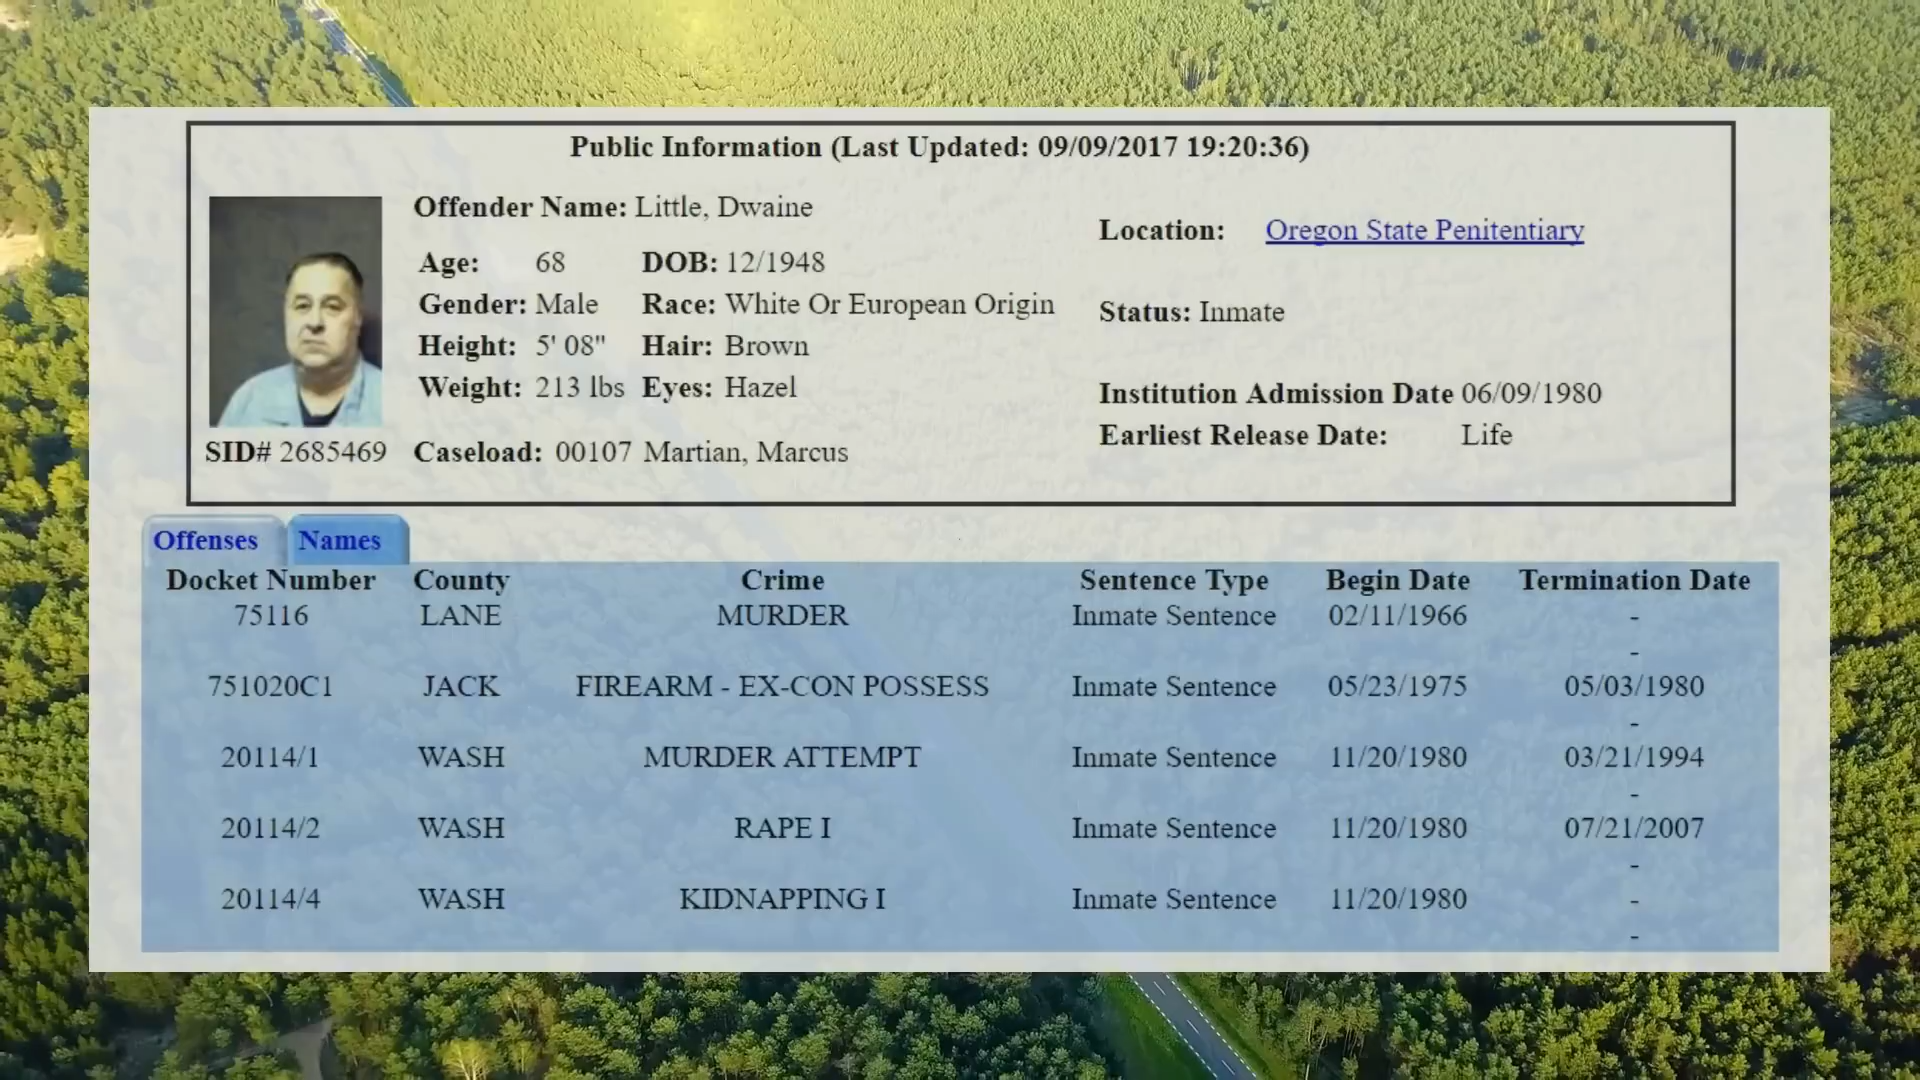 Public Information (Last Updated: 09/09/2017 19:20:36)
Offender Name: Little, Dwaine
Age: 68 DOB: 12/1948
Gender: Male Race: White Or European Origin
Height: 5' 08" Hair: Brown
Weight: 213 lbs Eyes: Hazel
SID# 2685469 Caseload: 00107 Martian, Marcus
Location: Oregon State Penitentiary
Status: Inmate
Institution Admission Date 06/09/1980
Earliest Release Date: Life
Offenses Names
Docket Number County Crime Sentence Type Begin Date Termination Date
75116 LANE MURDER Inmate Sentence 02/11/1966 -
-
751020C1 JACK FIREARM - EX-CON POSSESS Inmate Sentence 05/23/1975 05/03/1980
-
20114/1 WASH MURDER ATTEMPT Inmate Sentence 11/20/1980 03/21/1994
-
20114/2 WASH RAPE I Inmate Sentence 11/20/1980 07/21/2007
-
20114/4 WASH KIDNAPPING I Inmate Sentence 11/20/1980 -
-